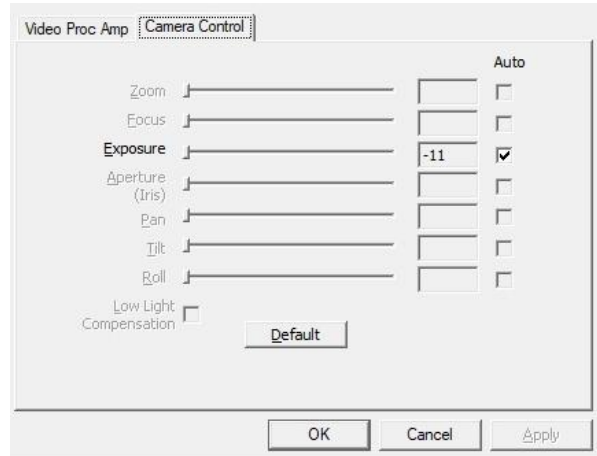 Video Proc Amp
Camera Control
Auto
Zoom
Focus
Exposure
-11
Aperture
(Iris)
Pan
Tilt
Roll
Low Light
Compensation
Default
OK
Cancel
Apply